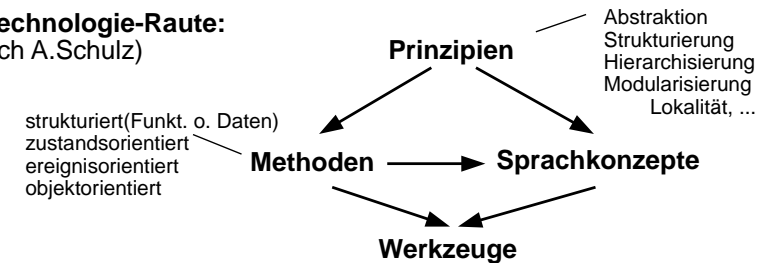 echnologie-Raute:
ch A.Schulz)
Prinzipien
Abstraktion
Strukturierung
Hierarchisierung
Modularisierung
Lokalität, ...
strukturiert(Funkt. o. Daten)
zustandsorientiert
ereignisorientiert
objektorientiert
Methoden
Sprachkonzepte
Werkzeuge